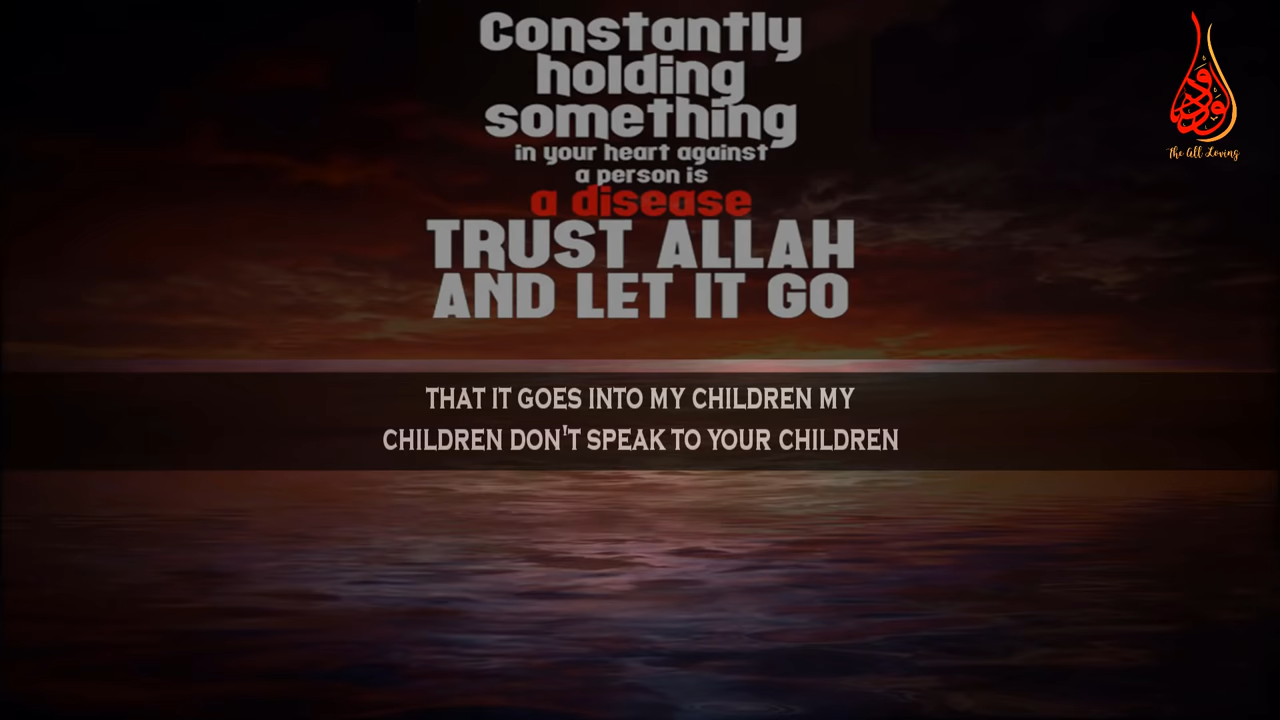 Constantly
holding
something
in your heart against
a person is
a disease
TRUST ALLAH
AND LET IT GO
الودود
The All Loving
THAT IT GOES INTO MY CHILDREN MY
CHILDREN DON'T SPEAK TO YOUR CHILDREN